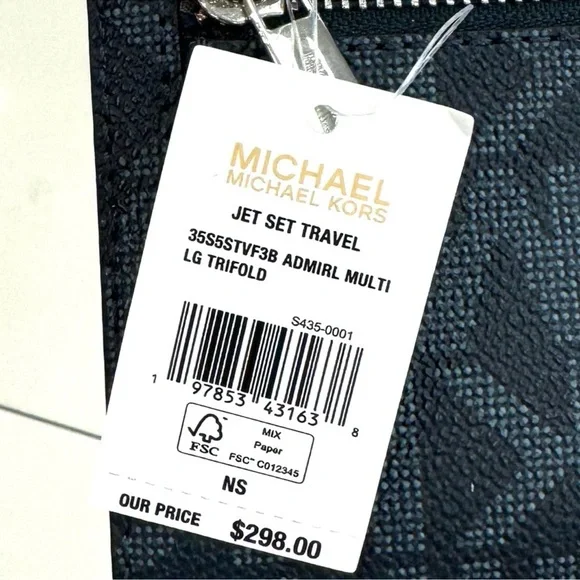 MICHAEL
MICHAEL KORS
JET SET TRAVEL
35S5STVF3B ADMIRL MULTI
LG TRIFOLD
S435-0001
1 97853 43163 8
FSC
MIX
Paper
FSC™ C012345
NS
OUR PRICE $298.00